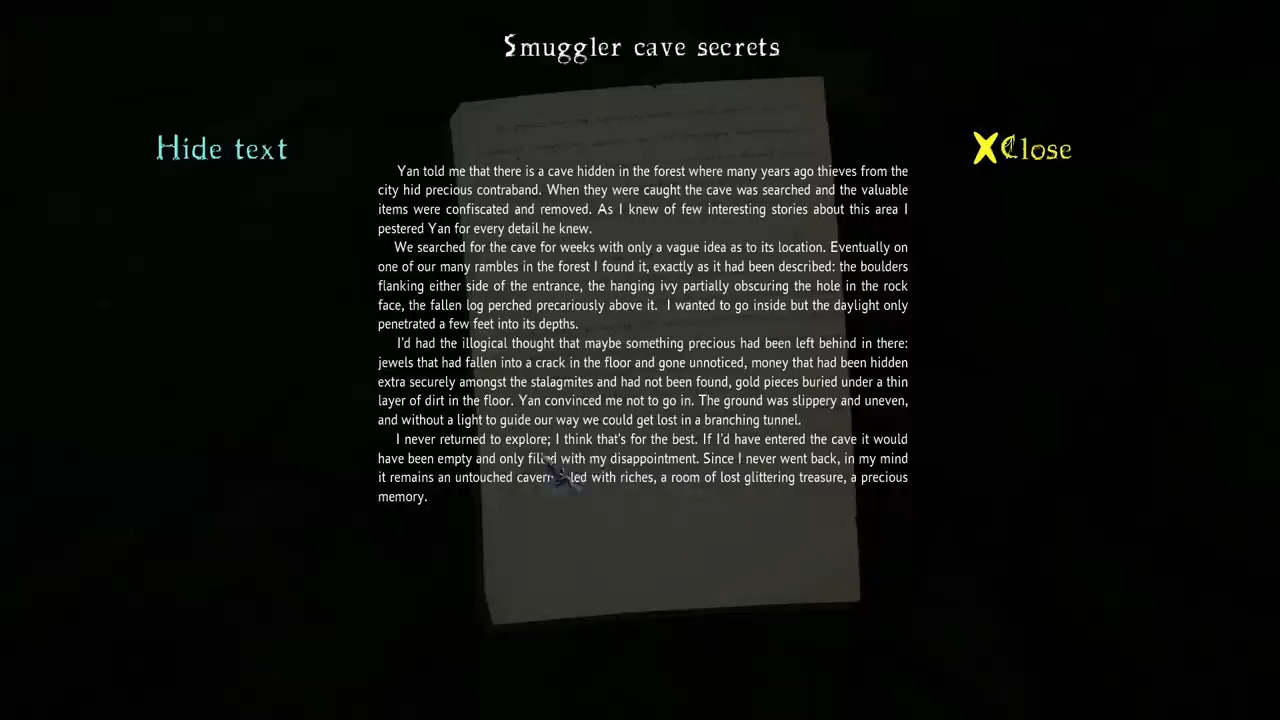 Smuggler cave secrets
Hide text
XClose
Yan told me that there is a cave hidden in the forest where many years ago thieves from the
city hid precious contraband. When they were caught the cave was searched and the valuable
items were confiscated and removed. As I knew of few interesting stories about this area I
pestered Yan for every detail he knew.
We searched for the cave for weeks with only a vague idea as to its location. Eventually on
one of our many rambles in the forest I found it, exactly as it had been described: the boulders
flanking either side of the entrance, the hanging ivy partially obscuring the hole in the rock
face, the fallen log perched precariously above it. I wanted to go inside but the daylight only
penetrated a few feet into its depths.
I'd had the illogical thought that maybe something precious had been left behind in there:
jewels that had fallen into a crack in the floor and gone unnoticed, money that had been hidden
extra securely amongst the stalagmites and had not been found, gold pieces buried under a thin
layer of dirt in the floor. Yan convinced me not to go in. The ground was slippery and uneven,
and without a light to guide our way we could get lost in a branching tunnel.
I never returned to explore; I think that's for the best. If I'd have entered the cave it would
have been empty and only filled with my disappointment. Since I never went back, in my mind
it remains an untouched cavern with riches, a room of lost glittering treasure, a precious
memory.